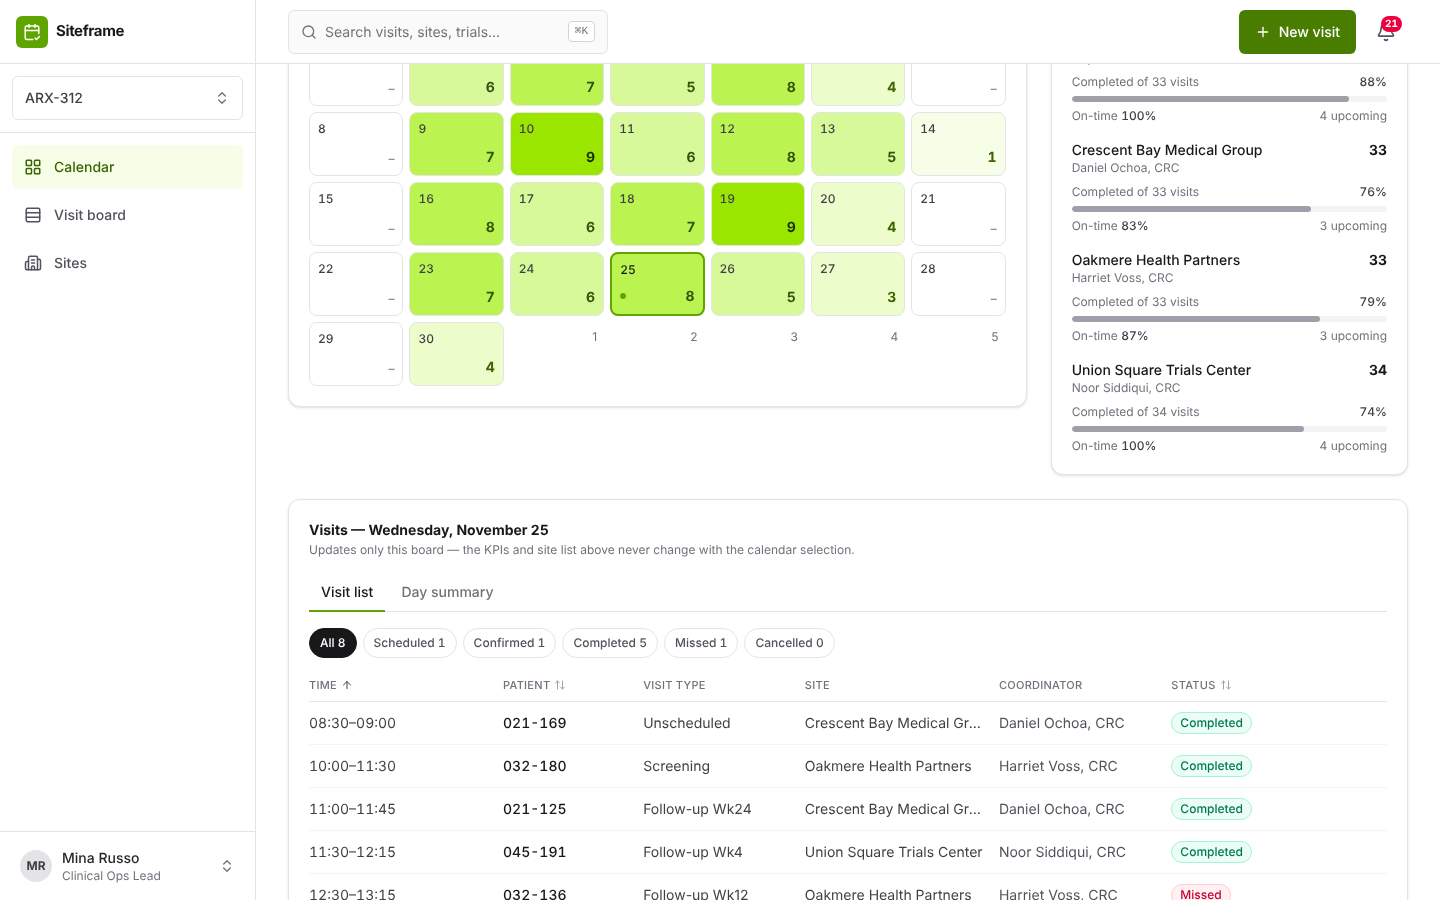 Siteframe
Search visits, sites, trials...
⌘K
New visit
21
ARX-312
Calendar
Visit board
Sites
– 6 7 5 8 4 –
8 9 10 11 12 13 14
– 7 9 6 8 5 1
15 16 17 18 19 20 21
– 8 6 7 9 4 –
22 23 24 25 26 27 28
– 7 6 8 5 3 –
29 30 1 2 3 4 5
– 4
Completed of 33 visits 88%
On-time 100% 4 upcoming
Crescent Bay Medical Group 33
Daniel Ochoa, CRC
Completed of 33 visits 76%
On-time 83% 3 upcoming
Oakmere Health Partners 33
Harriet Voss, CRC
Completed of 33 visits 79%
On-time 87% 3 upcoming
Union Square Trials Center 34
Noor Siddiqui, CRC
Completed of 34 visits 74%
On-time 100% 4 upcoming
Visits — Wednesday, November 25
Updates only this board — the KPIs and site list above never change with the calendar selection.
Visit list Day summary
All 8 Scheduled 1 Confirmed 1 Completed 5 Missed 1 Cancelled 0
TIME PATIENT VISIT TYPE SITE COORDINATOR STATUS
08:30–09:00 021-169 Unscheduled Crescent Bay Medical Gr... Daniel Ochoa, CRC Completed
10:00–11:30 032-180 Screening Oakmere Health Partners Harriet Voss, CRC Completed
11:00–11:45 021-125 Follow-up Wk24 Crescent Bay Medical Gr... Daniel Ochoa, CRC Completed
11:30–12:15 045-191 Follow-up Wk4 Union Square Trials Center Noor Siddiqui, CRC Completed
12:30–13:15 032-136 Follow-up Wk12 Oakmere Health Partners Harriet Voss, CRC Missed
MR
Mina Russo
Clinical Ops Lead